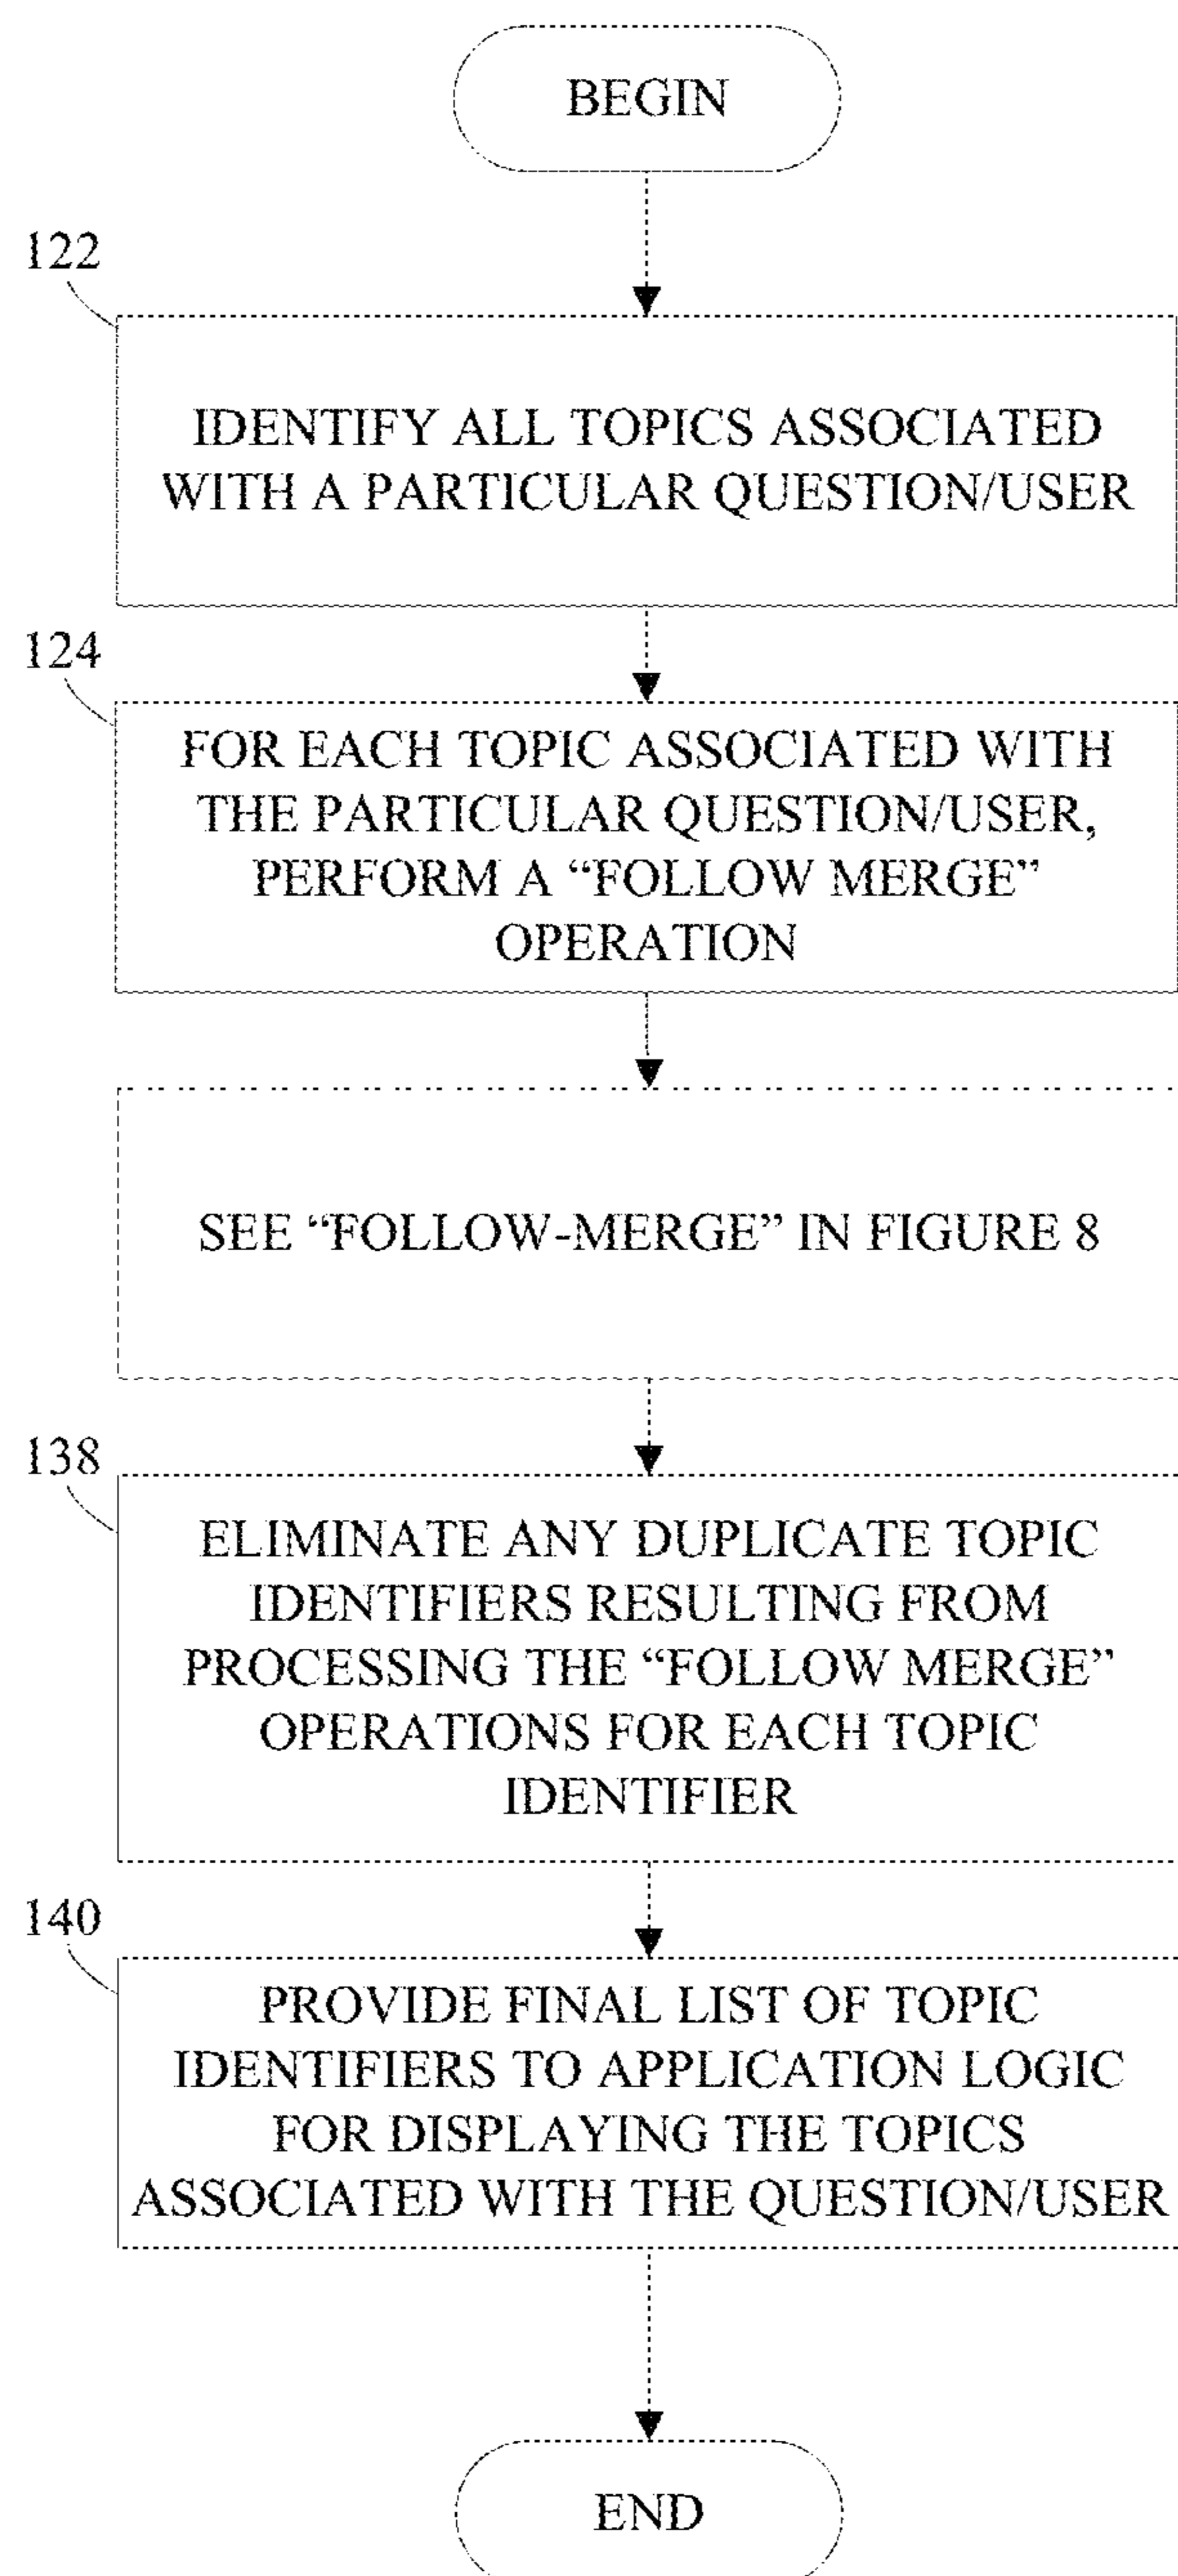 BEGIN
122
IDENTIFY ALL TOPICS ASSOCIATED
WITH A PARTICULAR QUESTION/USER
124
FOR EACH TOPIC ASSOCIATED WITH
THE PARTICULAR QUESTION/USER,
PERFORM A “FOLLOW MERGE”
OPERATION
SEE “FOLLOW-MERGE” IN FIGURE 8
138
ELIMINATE ANY DUPLICATE TOPIC
IDENTIFIERS RESULTING FROM
PROCESSING THE “FOLLOW MERGE”
OPERATIONS FOR EACH TOPIC
IDENTIFIER
140
PROVIDE FINAL LIST OF TOPIC
IDENTIFIERS TO APPLICATION LOGIC
FOR DISPLAYING THE TOPICS
ASSOCIATED WITH THE QUESTION/USER
END